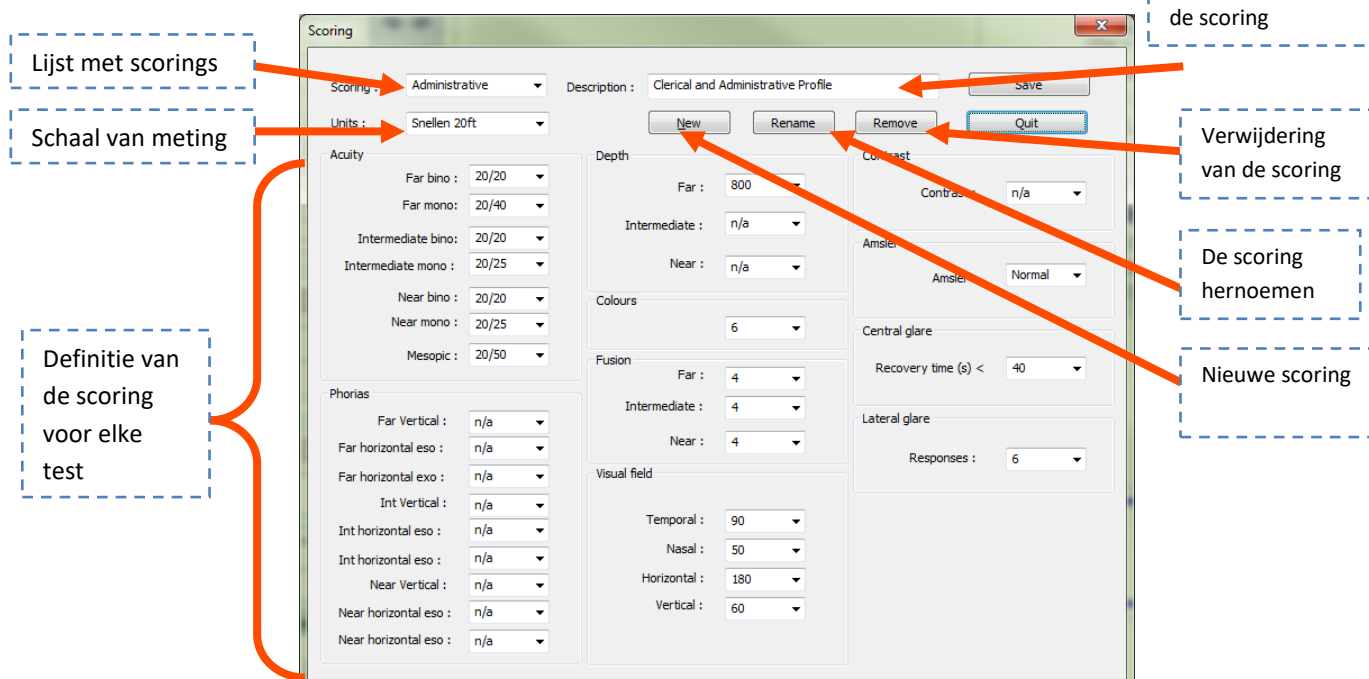 de scoring
Scoring
Lijst met scorings
Scoring :
Administrative
Description :
Clerical and Administrative Profile
Save
Schaal van meting
Units :
Snellen 20ft
New
Rename
Remove
Quit
Verwijdering
van de scoring
Acuity
Far bino :
20/20
Far mono:
20/40
Intermediate bino:
20/20
Intermediate mono :
20/25
Near bino :
20/20
Near mono :
20/25
Mesopic :
20/50
Definitie van
de scoring
voor elke
test
Phorias
Far Vertical :
n/a
Far horizontal eso :
n/a
Far horizontal exo :
n/a
Int Vertical :
n/a
Int horizontal eso :
n/a
Int horizontal eso :
n/a
Near Vertical :
n/a
Near horizontal eso :
n/a
Near horizontal eso :
n/a
Depth
Far :
800
Intermediate :
n/a
Near :
n/a
Colours
6
Fusion
Far :
4
Intermediate :
4
Near :
4
Visual field
Temporal :
90
Nasal :
50
Horizontal :
180
Vertical :
60
Contrast
Contrast :
n/a
Amsler
Amsler
Normal
Central glare
Recovery time (s) <
40
Lateral glare
Responses :
6
De scoring
hernoemen
Nieuwe scoring